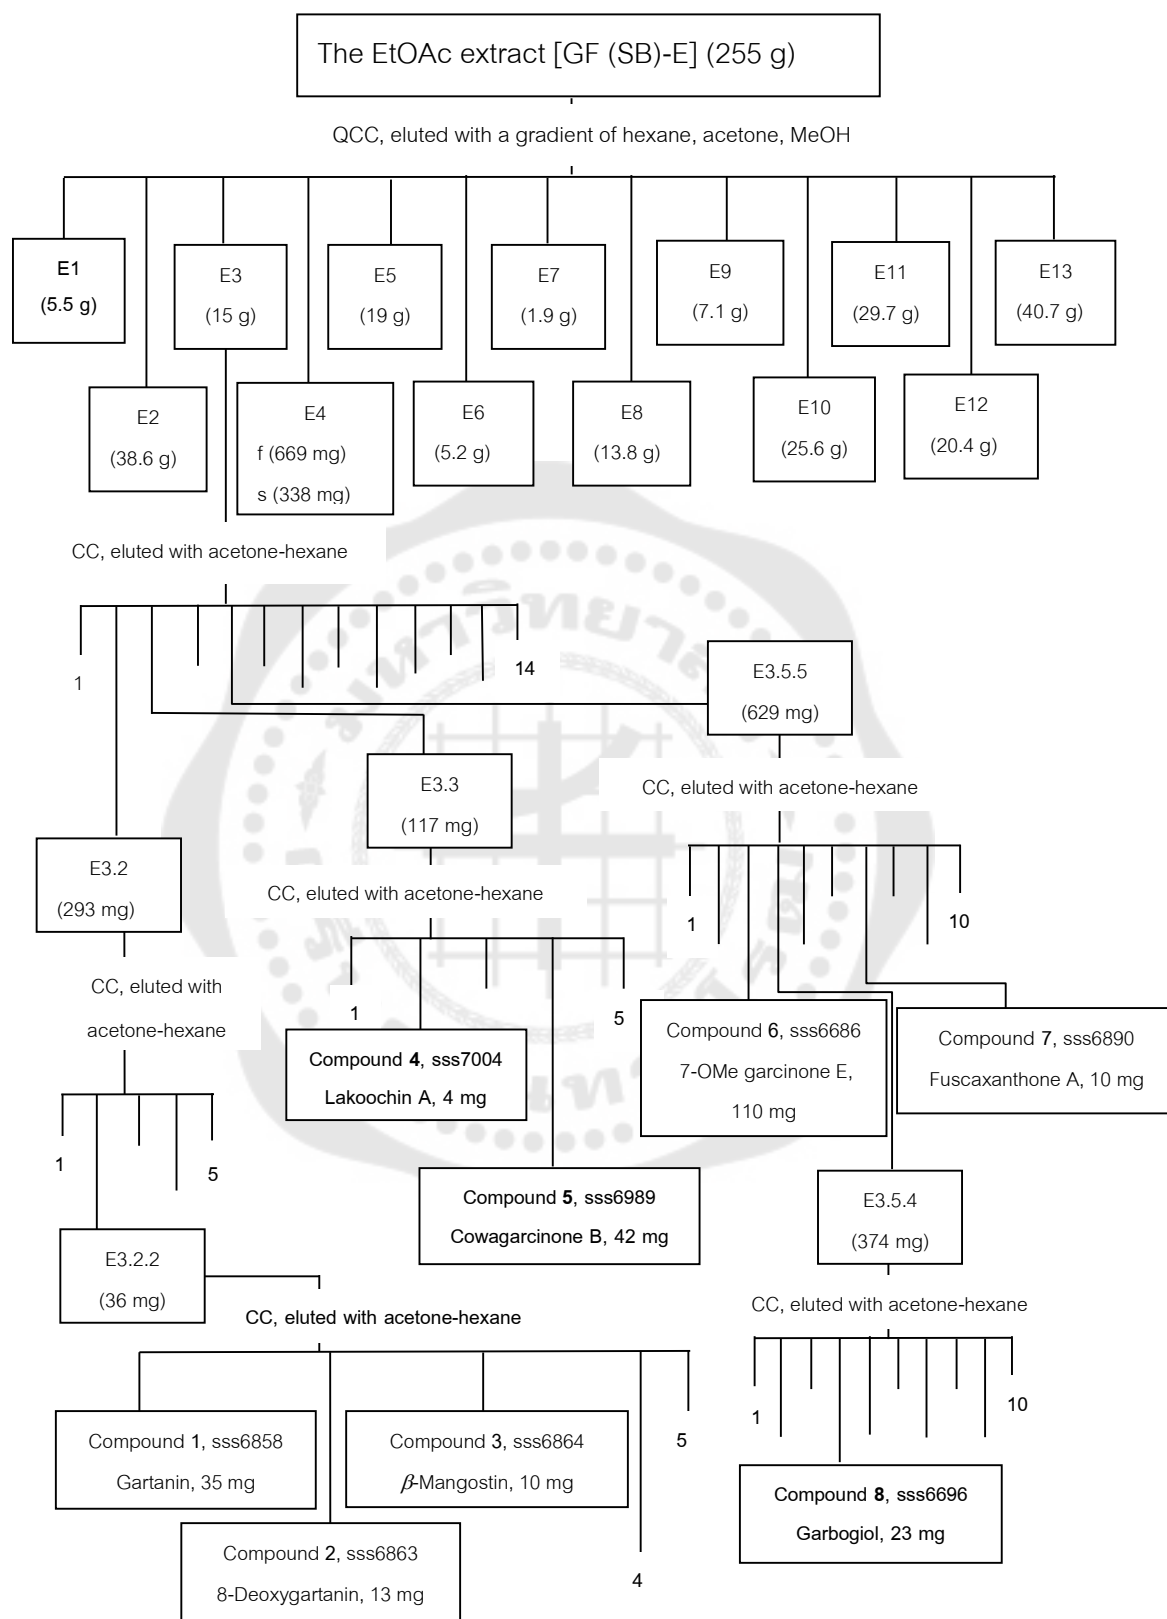 The EtOAc extract [GF (SB)-E] (255 g)
QCC, eluted with a gradient of hexane, acetone, MeOH
E1
(5.5 g)
E3
(15 g)
E5
(19 g)
E7
(1.9 g)
E9
(7.1 g)
E11
(29.7 g)
E13
(40.7 g)
E2
(38.6 g)
E4
f (669 mg)
s (338 mg)
E6
(5.2 g)
E8
(13.8 g)
E10
(25.6 g)
E12
(20.4 g)
CC, eluted with acetone-hexane
1
14
E3.5.5
(629 mg)
E3.3
(117 mg)
CC, eluted with acetone-hexane
E3.2
(293 mg)
CC, eluted with acetone-hexane
1
10
CC, eluted with
acetone-hexane
1
5
Compound 4, sss7004
Lakoochin A, 4 mg
Compound 6, sss6686
7-OMe garcinone E,
110 mg
Compound 7, sss6890
Fuscaxanthone A, 10 mg
1
5
Compound 5, sss6989
Cowagarcinone B, 42 mg
E3.5.4
(374 mg)
E3.2.2
(36 mg)
CC, eluted with acetone-hexane
CC, eluted with acetone-hexane
1
10
Compound 1, sss6858
Gartanin, 35 mg
Compound 3, sss6864
β-Mangostin, 10 mg
5
Compound 8, sss6696
Garbogiol, 23 mg
Compound 2, sss6863
8-Deoxygartanin, 13 mg
4